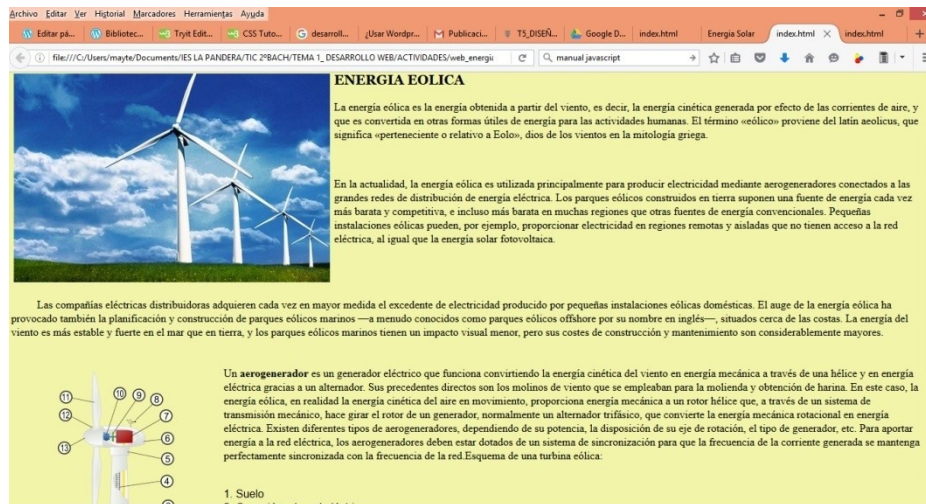 Archivo Editar Ver Historial Marcadores Herramientas Ayuda
Editar pá... Bibliotec... Tryit Edit... CSS Tuto... desarroll... ¿Usar Wordpr... Publicaci... T5_DISEÑ... Google D... index.html Energia Solar index.html index.html
file:///C:/Users/mayte/Documents/IES LA PANDERA/TIC 2ºBACH/TEMA 1_ DESARROLLO WEB/ACTIVIDADES/web_energi manual javascript
ENERGIA EOLICA
La energía eólica es la energía obtenida a partir del viento, es decir, la energía cinética generada por efecto de las corrientes de aire, y
que es convertida en otras formas útiles de energía para las actividades humanas. El término «eólico» proviene del latín aeolicus, que
significa «perteneciente o relativo a Eolo», dios de los vientos en la mitología griega.
En la actualidad, la energía eólica es utilizada principalmente para producir electricidad mediante aerogeneradores conectados a las
grandes redes de distribución de energía eléctrica. Los parques eólicos construidos en tierra suponen una fuente de energía cada vez
más barata y competitiva, e incluso más barata en muchas regiones que otras fuentes de energía convencionales. Pequeñas
instalaciones eólicas pueden, por ejemplo, proporcionar electricidad en regiones remotas y aisladas que no tienen acceso a la red
eléctrica, al igual que la energía solar fotovoltaica.
Las compañías eléctricas distribuidoras adquieren cada vez en mayor medida el excedente de electricidad producido por pequeñas instalaciones eólicas domésticas. El auge de la energía eólica ha
provocado también la planificación y construcción de parques eólicos marinos —a menudo conocidos como parques eólicos offshore por su nombre en inglés—, situados cerca de las costas. La energía del
viento es más estable y fuerte en el mar que en tierra, y los parques eólicos marinos tienen un impacto visual menor, pero sus costes de construcción y mantenimiento son considerablemente mayores.
Un aerogenerador es un generador eléctrico que funciona convirtiendo la energía cinética del viento en energía mecánica a través de una hélice y en energía
eléctrica gracias a un alternador. Sus precedentes directos son los molinos de viento que se empleaban para la molienda y obtención de harina. En este caso, la
energía eólica, en realidad la energía cinética del aire en movimiento, proporciona energía mecánica a un rotor hélice que, a través de un sistema de
transmisión mecánico, hace girar el rotor de un generador, normalmente un alternador trifásico, que convierte la energía mecánica rotacional en energía
eléctrica. Existen diferentes tipos de aerogeneradores, dependiendo de su potencia, la disposición de su eje de rotación, el tipo de generador, etc. Para aportar
energía a la red eléctrica, los aerogeneradores deben estar dotados de un sistema de sincronización para que la frecuencia de la corriente generada se mantenga
perfectamente sincronizada con la frecuencia de la red.Esquema de una turbina eólica:
11 10 9 8
12 7
13 6
5
4
1. Suelo